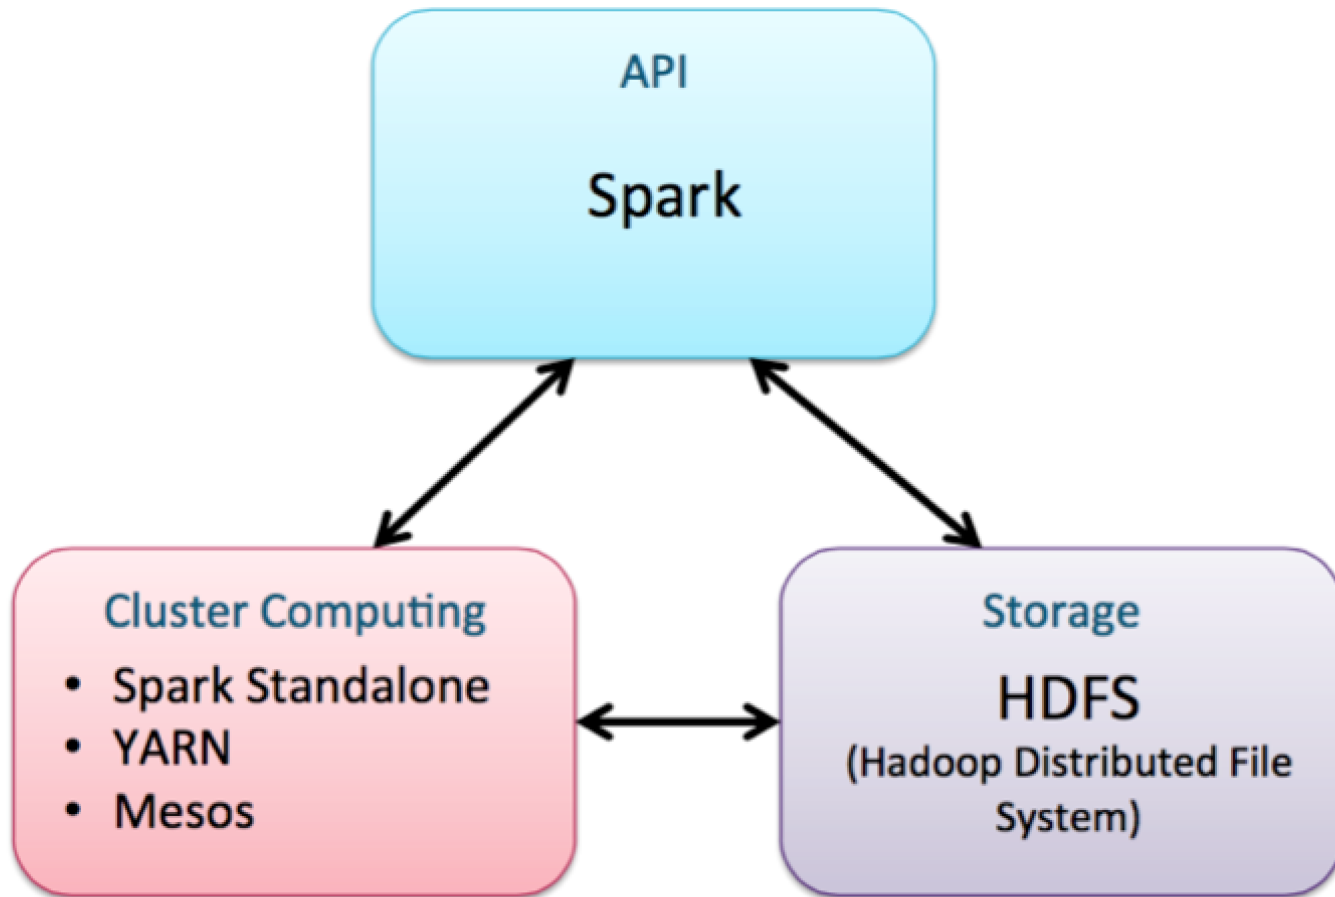 API
Spark
Cluster Computing
• Spark Standalone
• YARN
• Mesos
Storage
HDFS
(Hadoop Distributed File
System)